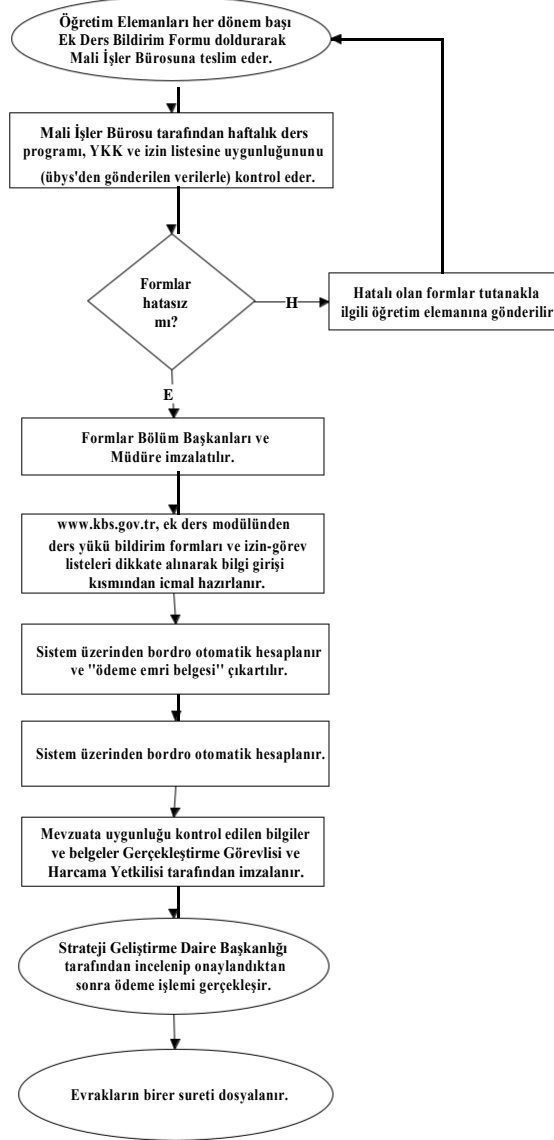 Öğretim Elemanları her dönem başı
Ek Ders Bildirim Formu doldurarak
Mali İşler Bürosuna teslim eder.
Mali İşler Bürosu tarafından haftalık ders
programı, YKK ve izin listesine uygunluğununu
(übys'den gönderilen verilerle) kontrol eder.
Formlar
hatasız
mı?
H
Hatalı olan formlar tutanakla
ilgili öğretim elemanına gönderilir
E
Formlar Bölüm Başkanları ve
Müdüre imzalatılır.
www.kbs.gov.tr, ek ders modülünden
ders yükü bildirim formları ve izin-görev
listeleri dikkate alınarak bilgi girişi
kısmından icmal hazırlanır.
Sistem üzerinden bordro otomatik hesaplanır
ve "ödeme emri belgesi" çıkartılır.
Sistem üzerinden bordro otomatik hesaplanır.
Mevzuata uygunluğu kontrol edilen bilgiler
ve belgeler Gerçekleştirme Görevlisi ve
Harcama Yetkilisi tarafından imzalanır.
Strateji Geliştirme Daire Başkanlığı
tarafından incelenip onaylandıktan
sonra ödeme işlemi gerçekleşir.
Evrakların birer sureti dosyalanır.